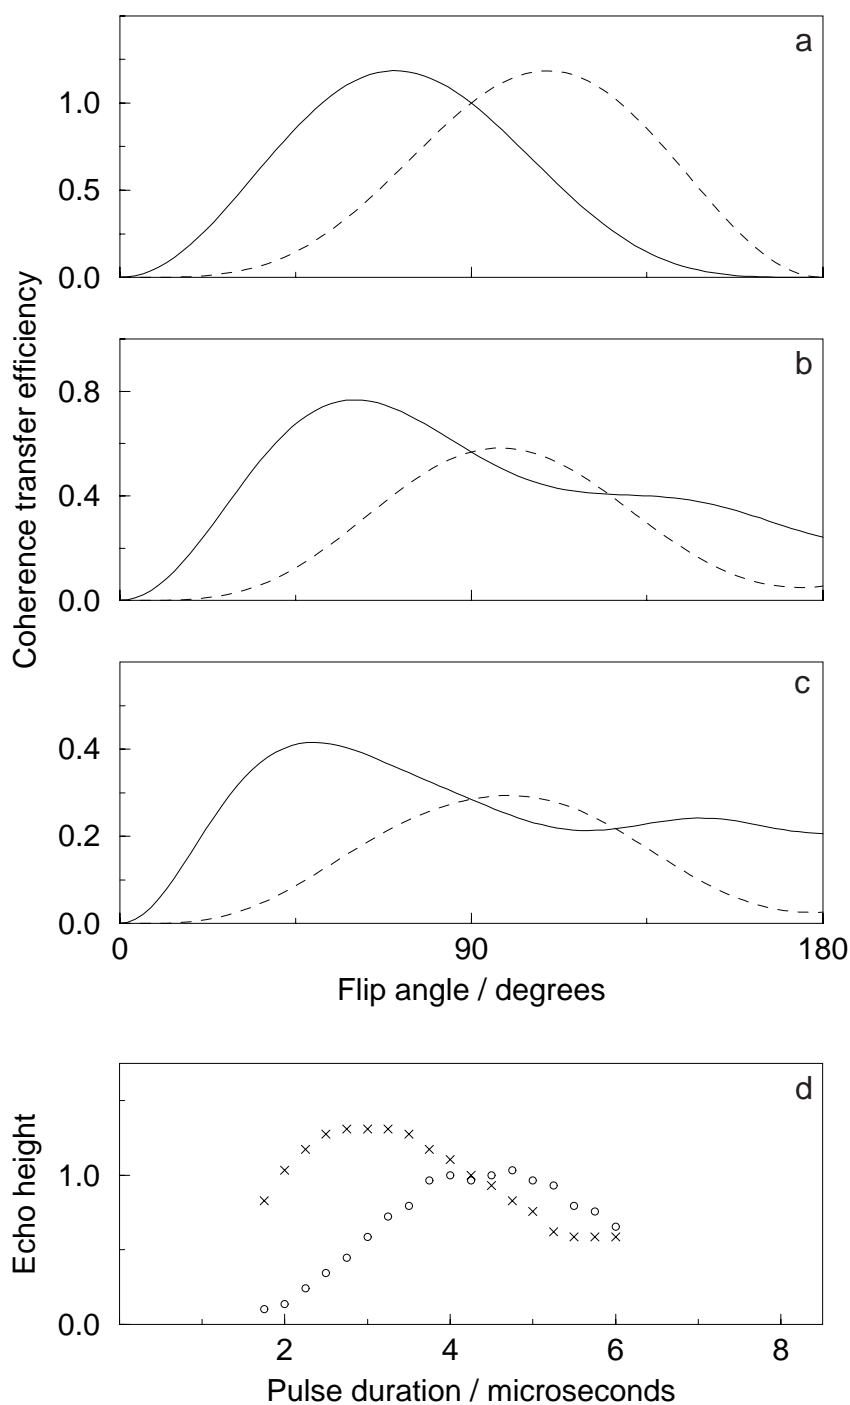 a
1.0
0.5
0.0
b
0.8
0.4
0.0
Coherence transfer efficiency
c
0.4
0.2
0.0
0 90 180
Flip angle / degrees
d
1.0
0.0
Echo height
2 4 6 8
Pulse duration / microseconds